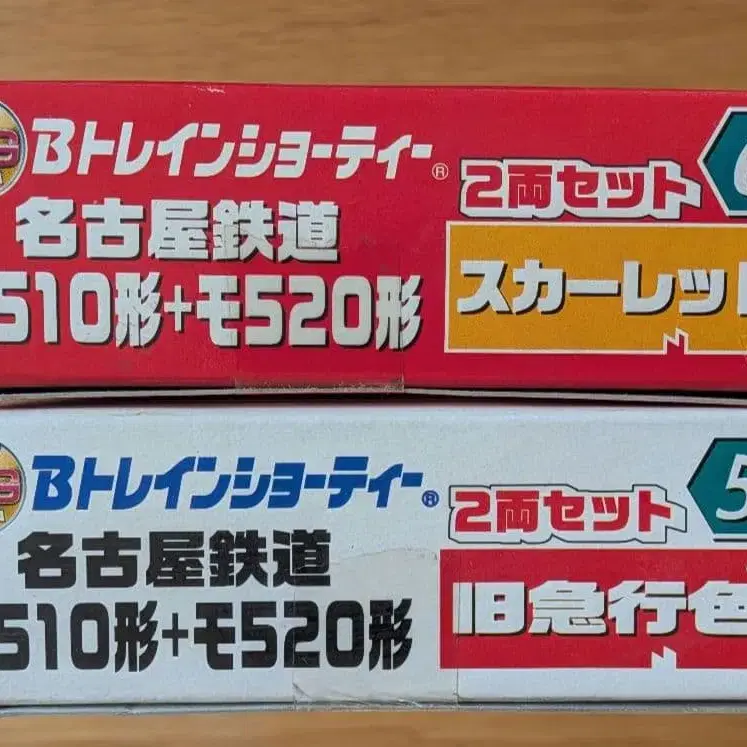 Bトレインショーティー®
2両セット
名古屋鉄道
510形+モ520形
スカーレット
Bトレインショーティー®
2両セット
5
名古屋鉄道
510形+モ520形
旧急行色